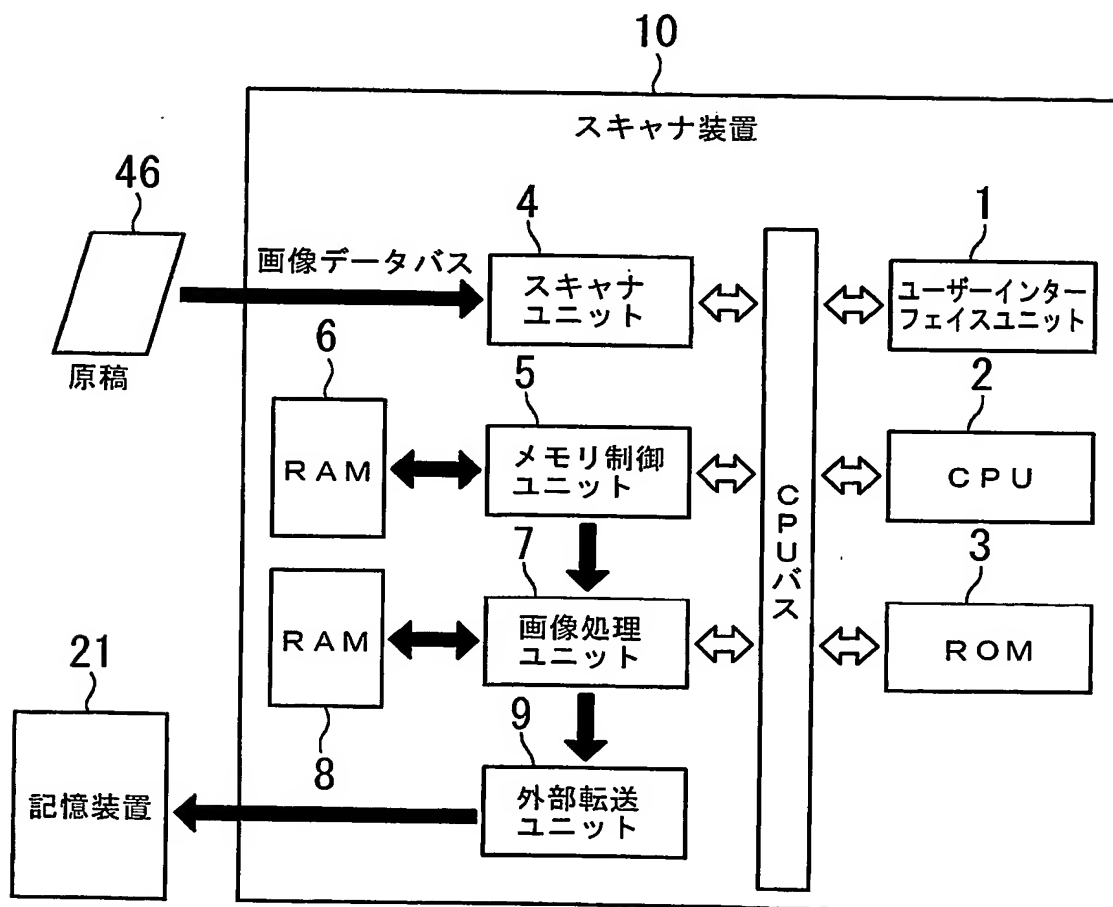 10
スキャナ装置
46
4
1
画像データバス
スキャナ
ユニット
ユーザーインター
フェイスユニット
原稿
6
5
2
RAM
メモリ制御
ユニット
CPU
CPUバス
7
3
RAM
画像処理
ユニット
ROM
21
8
9
記憶装置
外部転送
ユニット